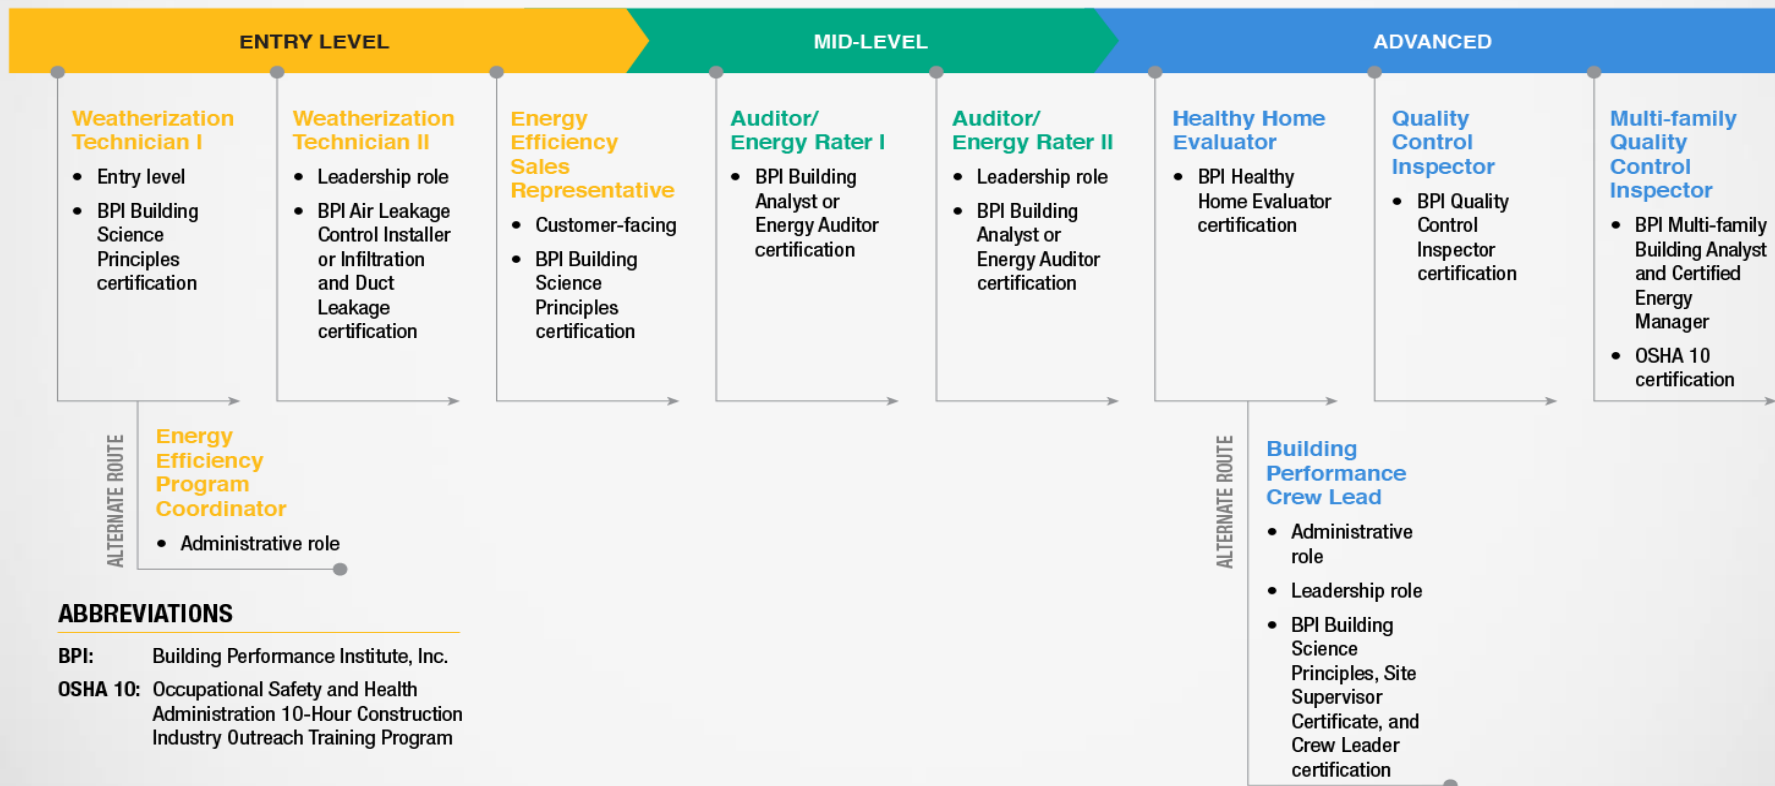 ENTRY LEVEL
MID-LEVEL
ADVANCED
Weatherization
Technician I
• Entry level
• BPI Building
Science
Principles
certification
Weatherization
Technician II
• Leadership role
• BPI Air Leakage
Control Installer
or Infiltration
and Duct
Leakage
certification
Energy
Efficiency
Sales
Representative
• Customer-facing
• BPI Building
Science
Principles
certification
Auditor/
Energy Rater I
• BPI Building
Analyst or
Energy Auditor
certification
Auditor/
Energy Rater II
• Leadership role
• BPI Building
Analyst or
Energy Auditor
certification
Healthy Home
Evaluator
• BPI Healthy
Home Evaluator
certification
Quality
Control
Inspector
• BPI Quality
Control
Inspector
certification
Multi-family
Quality
Control
Inspector
• BPI Multi-family
Building Analyst
and Certified
Energy
Manager
• OSHA 10
certification
ALTERNATE ROUTE
Energy
Efficiency
Program
Coordinator
• Administrative role
ALTERNATE ROUTE
Building
Performance
Crew Lead
• Administrative
role
• Leadership role
• BPI Building
Science
Principles, Site
Supervisor
Certificate, and
Crew Leader
certification
ABBREVIATIONS
BPI: Building Performance Institute, Inc.
OSHA 10: Occupational Safety and Health
Administration 10-Hour Construction
Industry Outreach Training Program